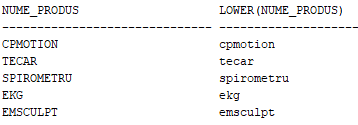 NUME_PRODUS LOWER(NUME_PRODUS)
------------------------------ --------------------
CPMOTION cpmotion
TECAR tecar
SPIROMETRU spirometru
EKG ekg
EMSCULPT emsculpt